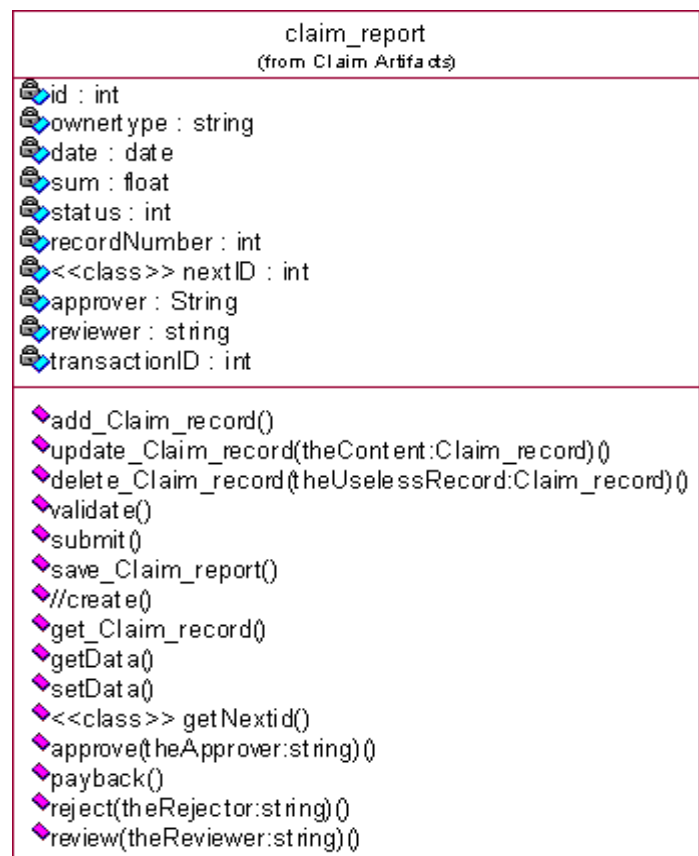 claim_report
(from Claim Artifacts)
id : int
ownertype : string
date : date
sum : float
status : int
recordNumber : int
<<class>> nextID : int
approver : String
reviewer : string
transactionID : int
add_Claim_record()
update_Claim_record(theContent:Claim_record)()
delete_Claim_record(theUselessRecord:Claim_record)()
validate()
submit()
save_Claim_report()
//create()
get_Claim_record()
getData()
setData()
<<class>> getNextid()
approve(theApprover:string)()
payback()
reject(theRejector:string)()
review(theReviewer:string)()